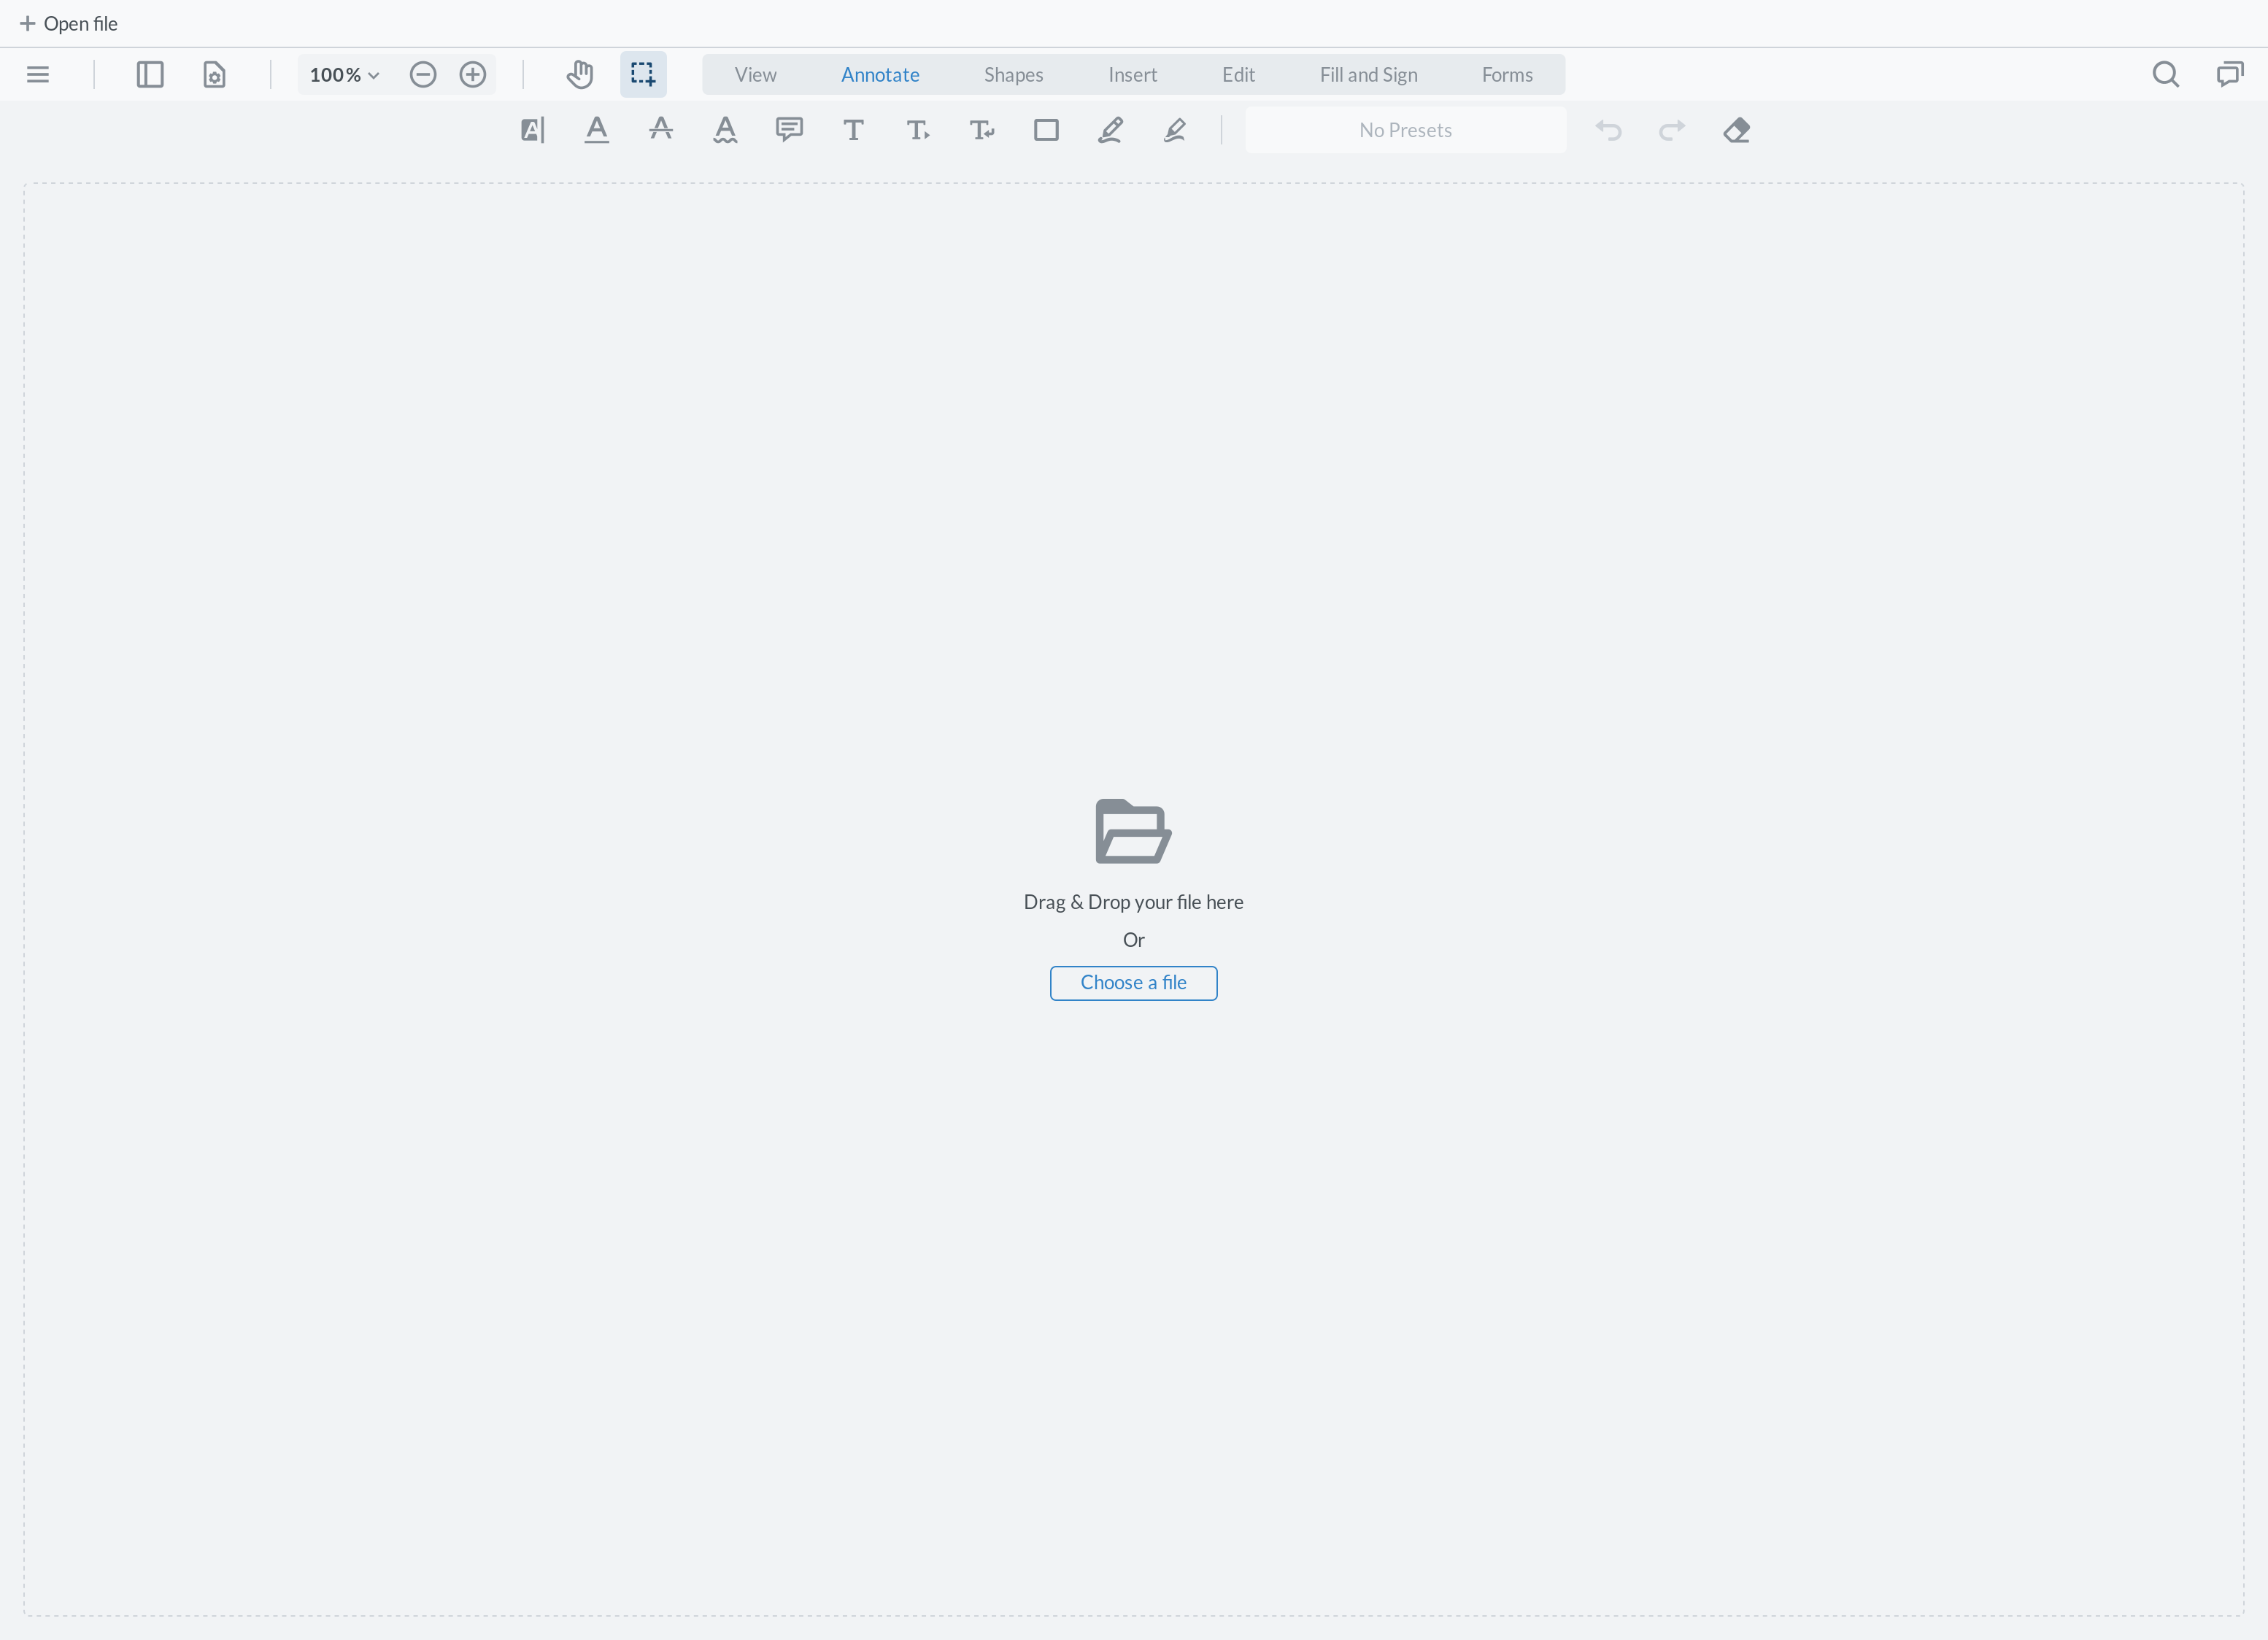 Open file
100%
View Annotate Shapes Insert Edit Fill and Sign Forms
No Presets
Drag & Drop your file here
Or
Choose a file